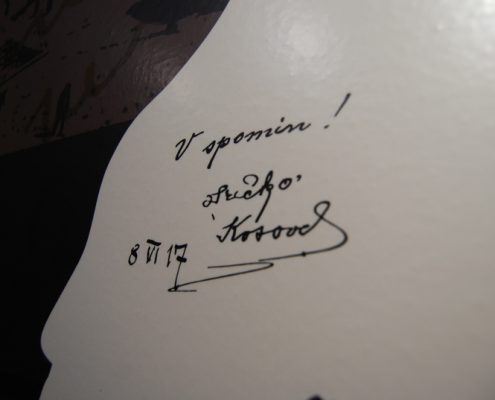 V spomin!
Srečko
Kosovel
8 VI 17